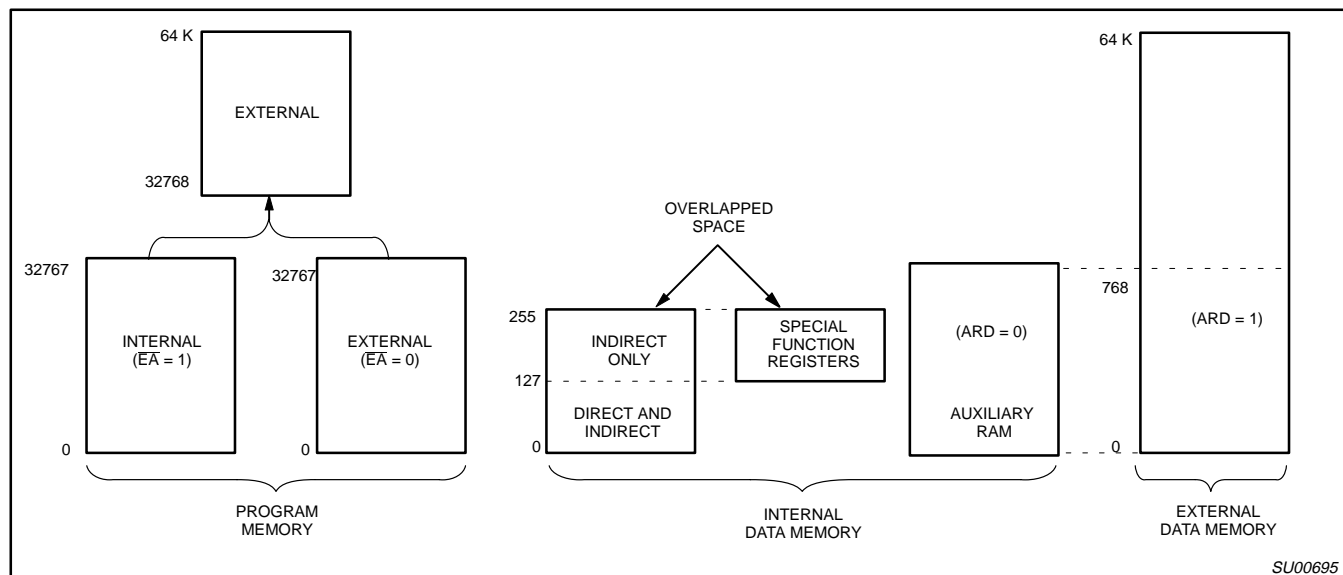 64 K
EXTERNAL
32768
32767
INTERNAL
(EA = 1)
0
32767
EXTERNAL
(EA = 0)
0
PROGRAM
MEMORY
OVERLAPPED
SPACE
255
INDIRECT
ONLY
127
DIRECT AND
INDIRECT
0
SPECIAL
FUNCTION
REGISTERS
(ARD = 0)
AUXILIARY
RAM
INTERNAL
DATA MEMORY
64 K
768
(ARD = 1)
0
EXTERNAL
DATA MEMORY
SU00695